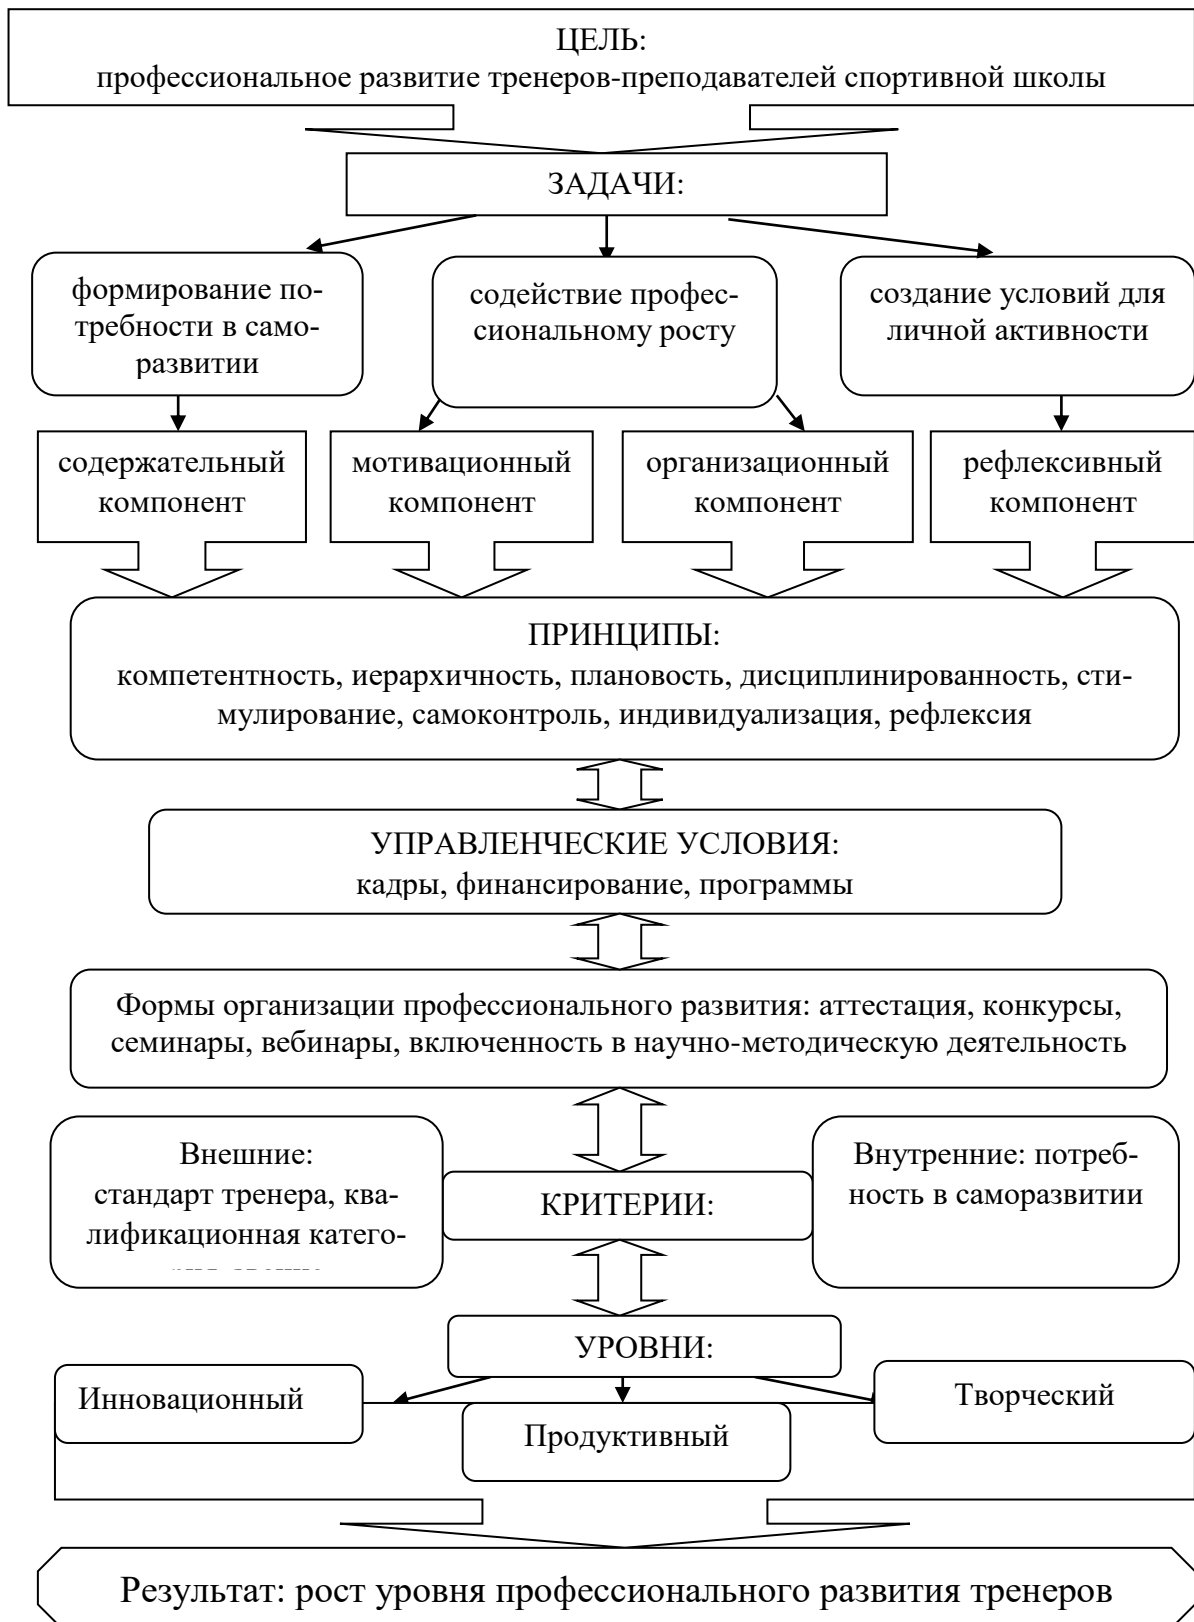 ЦЕЛЬ:
профессиональное развитие тренеров-преподавателей спортивной школы
ЗАДАЧИ:
формирование по-
требности в само-
развитии
содействие профес-
сиональному росту
создание условий для
личной активности
содержательный
компонент
мотивационный
компонент
организационный
компонент
рефлексивный
компонент
ПРИНЦИПЫ:
компетентность, иерархичность, плановость, дисциплинированность, сти-
мулирование, самоконтроль, индивидуализация, рефлексия
УПРАВЛЕНЧЕСКИЕ УСЛОВИЯ:
кадры, финансирование, программы
Формы организации профессионального развития: аттестация, конкурсы,
семинары, вебинары, включенность в научно-методическую деятельность
Внешние:
стандарт тренера, ква-
лификационная катего-
КРИТЕРИИ:
Внутренние: потреб-
ность в саморазвитии
УРОВНИ:
Инновационный
Продуктивный
Творческий
Результат: рост уровня профессионального развития тренеров